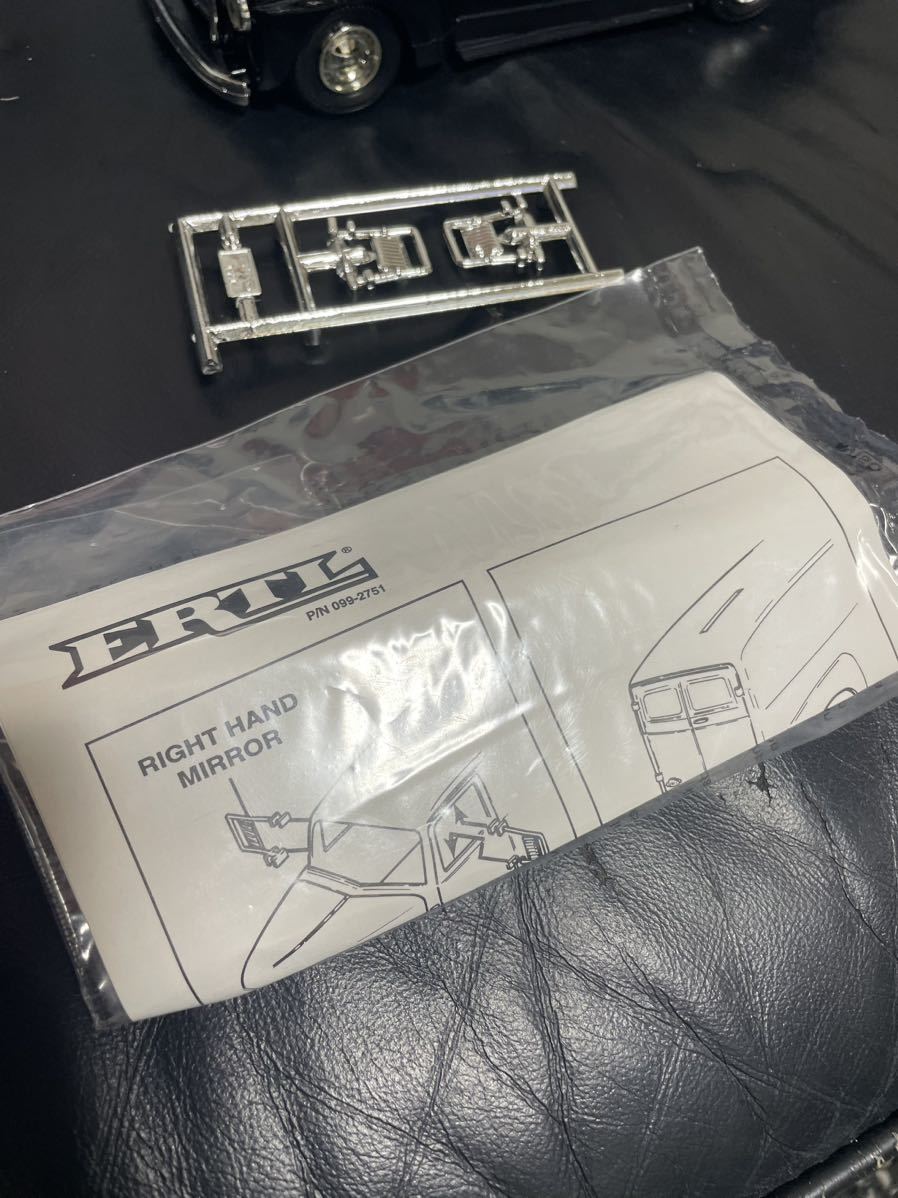 ERTL®
P/N 099-2751
RIGHT HAND
MIRROR